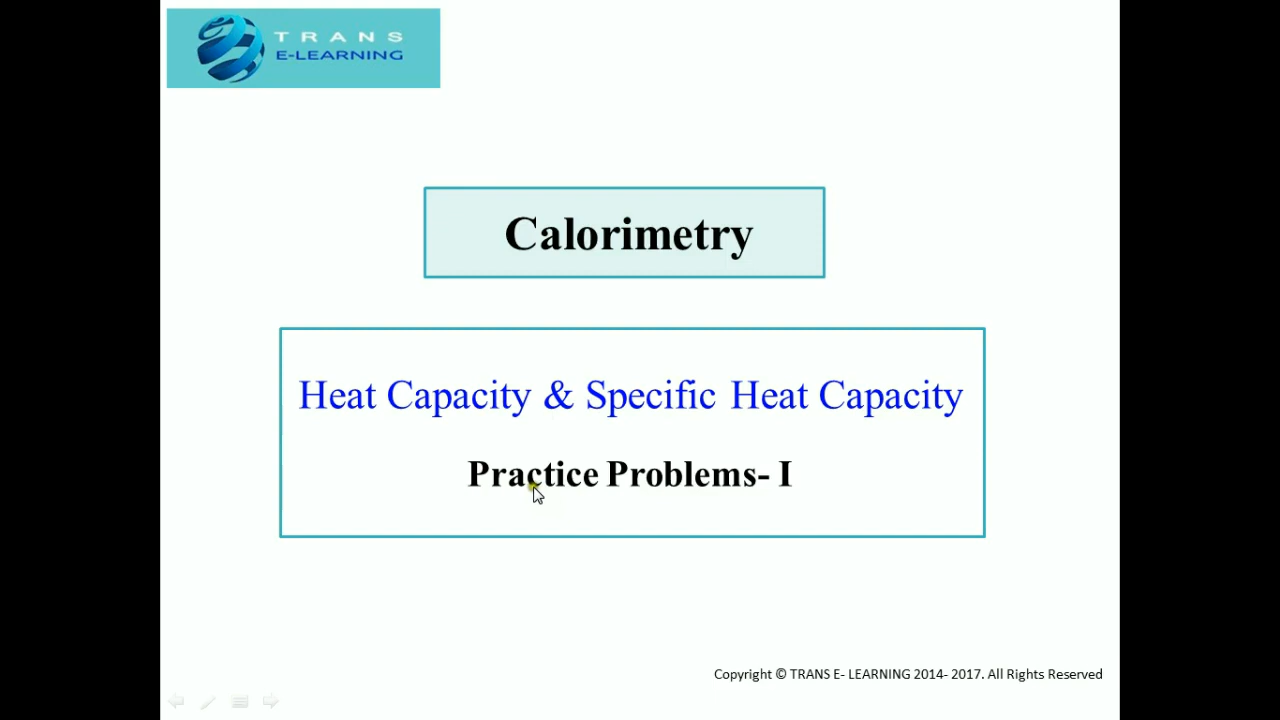 TRANS
E-LEARNING
Calorimetry
Heat Capacity & Specific Heat Capacity
Practice Problems- I
Copyright © TRANS E- LEARNING 2014- 2017. All Rights Reserved